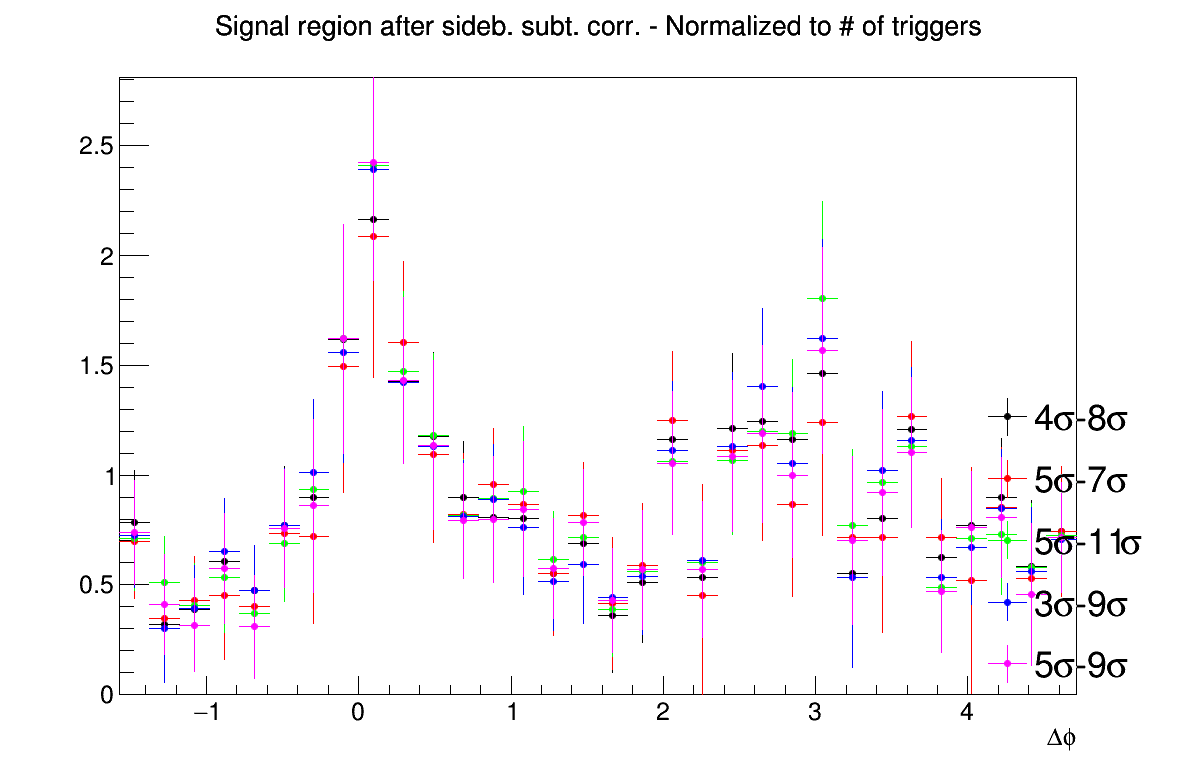 Signal region after sideb. subt. corr. - Normalized to # of triggers
2.5
2
1.5
1
0.5
0
4σ-8σ
5σ-7σ
5σ-11σ
3σ-9σ
5σ-9σ
−1 0 1 2 3 4
Δϕ